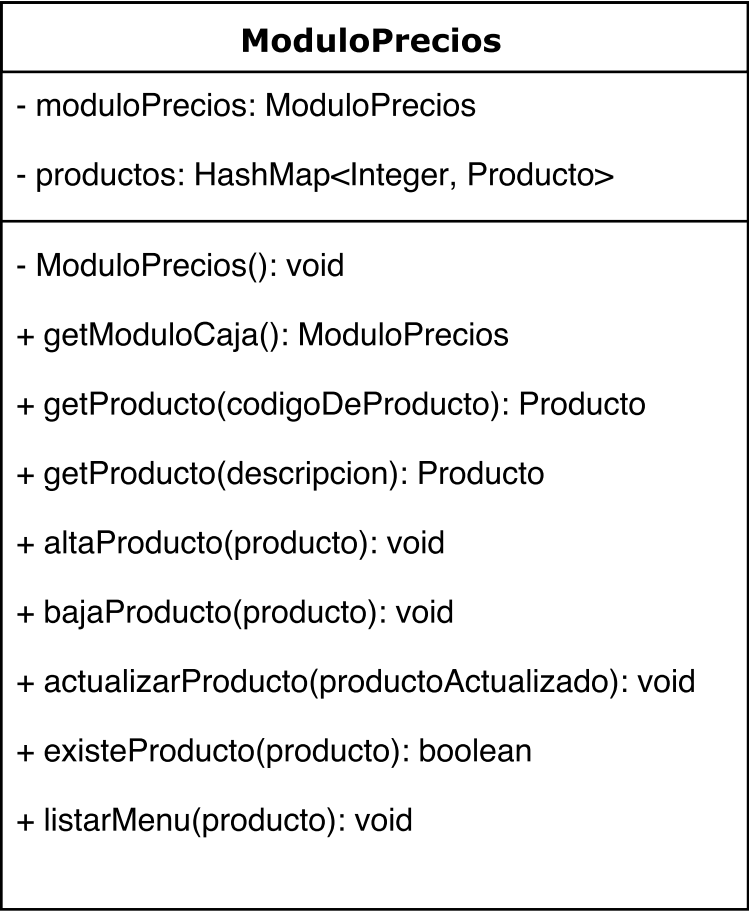 ModuloPrecios
- moduloPrecios: ModuloPrecios
- productos: HashMap<Integer, Producto>
- ModuloPrecios(): void
+ getModuloCaja(): ModuloPrecios
+ getProducto(codigoDeProducto): Producto
+ getProducto(descripcion): Producto
+ altaProducto(producto): void
+ bajaProducto(producto): void
+ actualizarProducto(productoActualizado): void
+ existeProducto(producto): boolean
+ listarMenu(producto): void